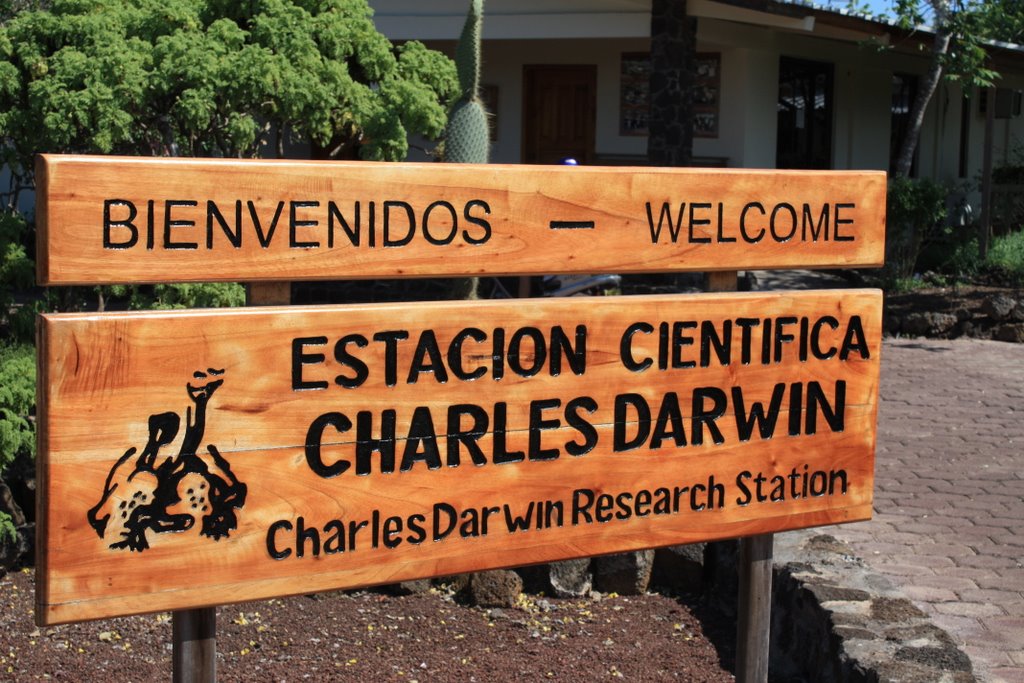 BIENVENIDOS — WELCOME
ESTACION CIENTIFICA
CHARLES DARWIN
Charles Darwin Research Station